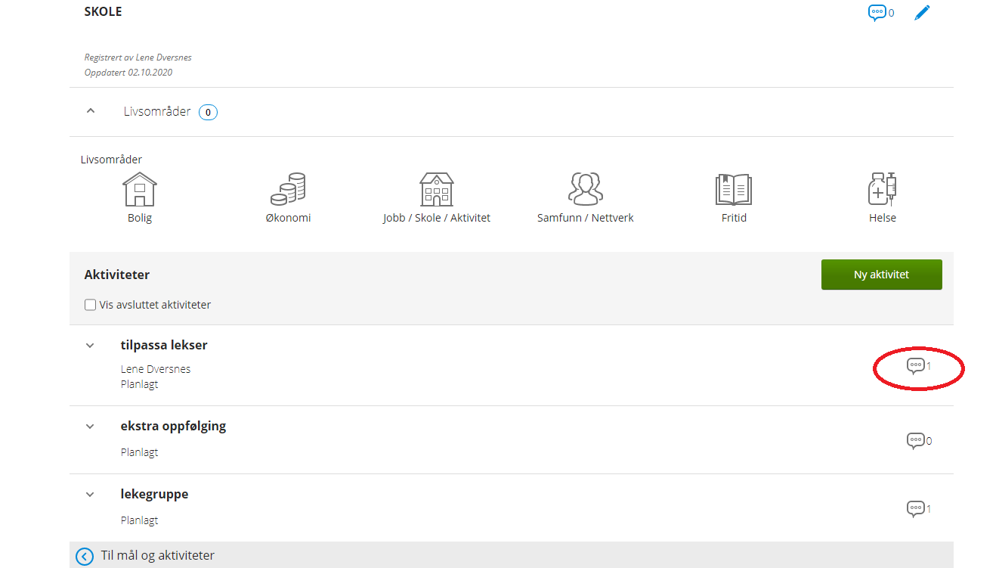 SKOLE
0
Registrert av Lene Dversnes
Oppdatert 02.10.2020
Livsområder 0
Livsområder
Bolig
Økonomi
Jobb / Skole / Aktivitet
Samfunn / Nettverk
Fritid
Helse
Aktiviteter
Ny aktivitet
Vis avsluttet aktiviteter
tilpassa lekser
Lene Dversnes
Planlagt
1
ekstra oppfølging
Planlagt
0
lekegruppe
Planlagt
1
Til mål og aktiviteter